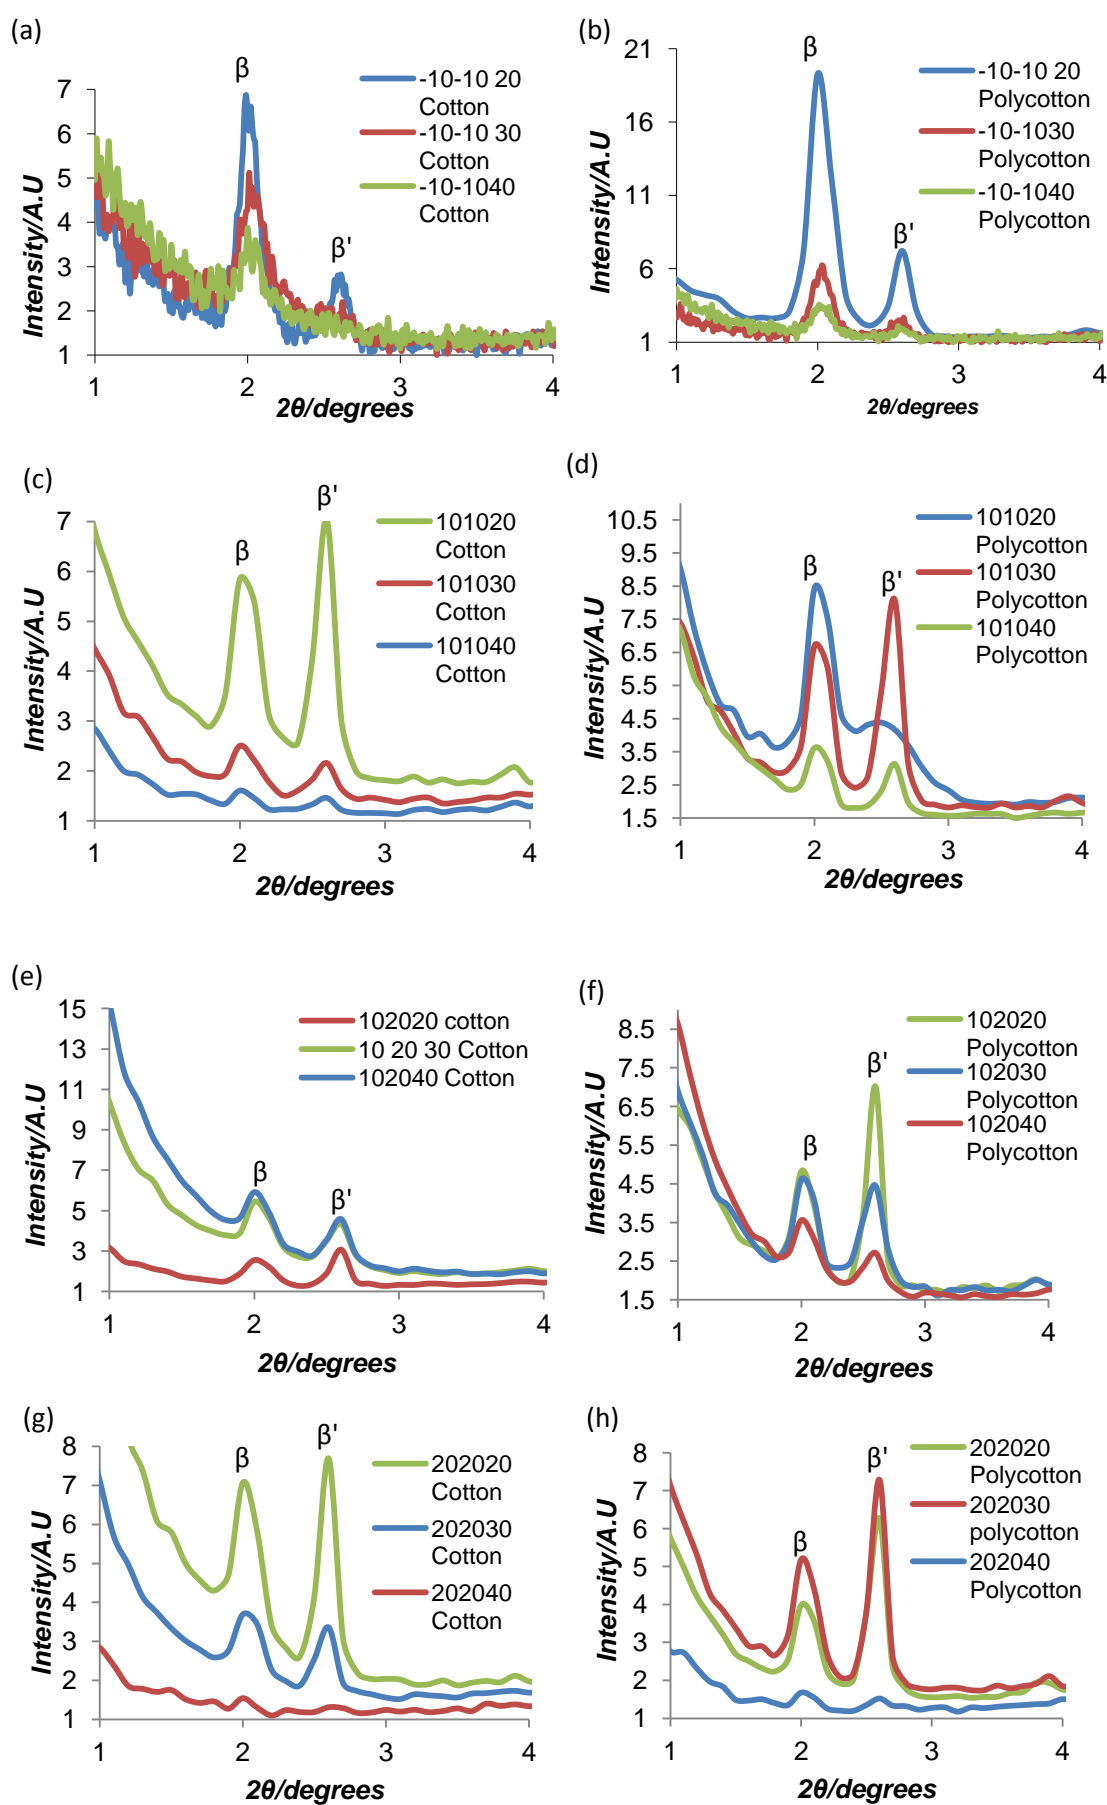 (a)
β
β'
-10-10 20
Cotton
-10-10 30
Cotton
-10-1040
Cotton
7
6
5
4
3
2
1
1
2
3
4
Intensity/A.U
2θ/degrees
(b)
β
β'
-10-10 20
Polycotton
-10-1030
Polycotton
-10-1040
Polycotton
21
16
11
6
1
1
2
3
4
Intensity/A.U
2θ/degrees
(c)
β
β'
101020
Cotton
101030
Cotton
101040
Cotton
7
6
5
4
3
2
1
1
2
3
4
Intensity/A.U
2θ/degrees
(d)
β
β'
101020
Polycotton
101030
Polycotton
101040
Polycotton
10.5
9.5
8.5
7.5
6.5
5.5
4.5
3.5
2.5
1.5
1
2
3
4
Intensity/A.U
2θ/degrees
(e)
β
β'
102020 cotton
10 20 30 Cotton
102040 Cotton
15
13
11
9
7
5
3
1
1
2
3
4
Intensity/A.U
2θ/degrees
(f)
β
β'
102020
Polycotton
102030
Polycotton
102040
Polycotton
8.5
7.5
6.5
5.5
4.5
3.5
2.5
1.5
1
2
3
4
Intensity/A.U
2θ/degrees
(g)
β
β'
202020
Cotton
202030
Cotton
202040
Cotton
8
7
6
5
4
3
2
1
1
2
3
4
Intensity/A.U
2θ/degrees
(h)
β
β'
202020
Polycotton
202030
polycotton
202040
Polycotton
8
7
6
5
4
3
2
1
1
2
3
4
Intensity/A.U
2θ/degrees